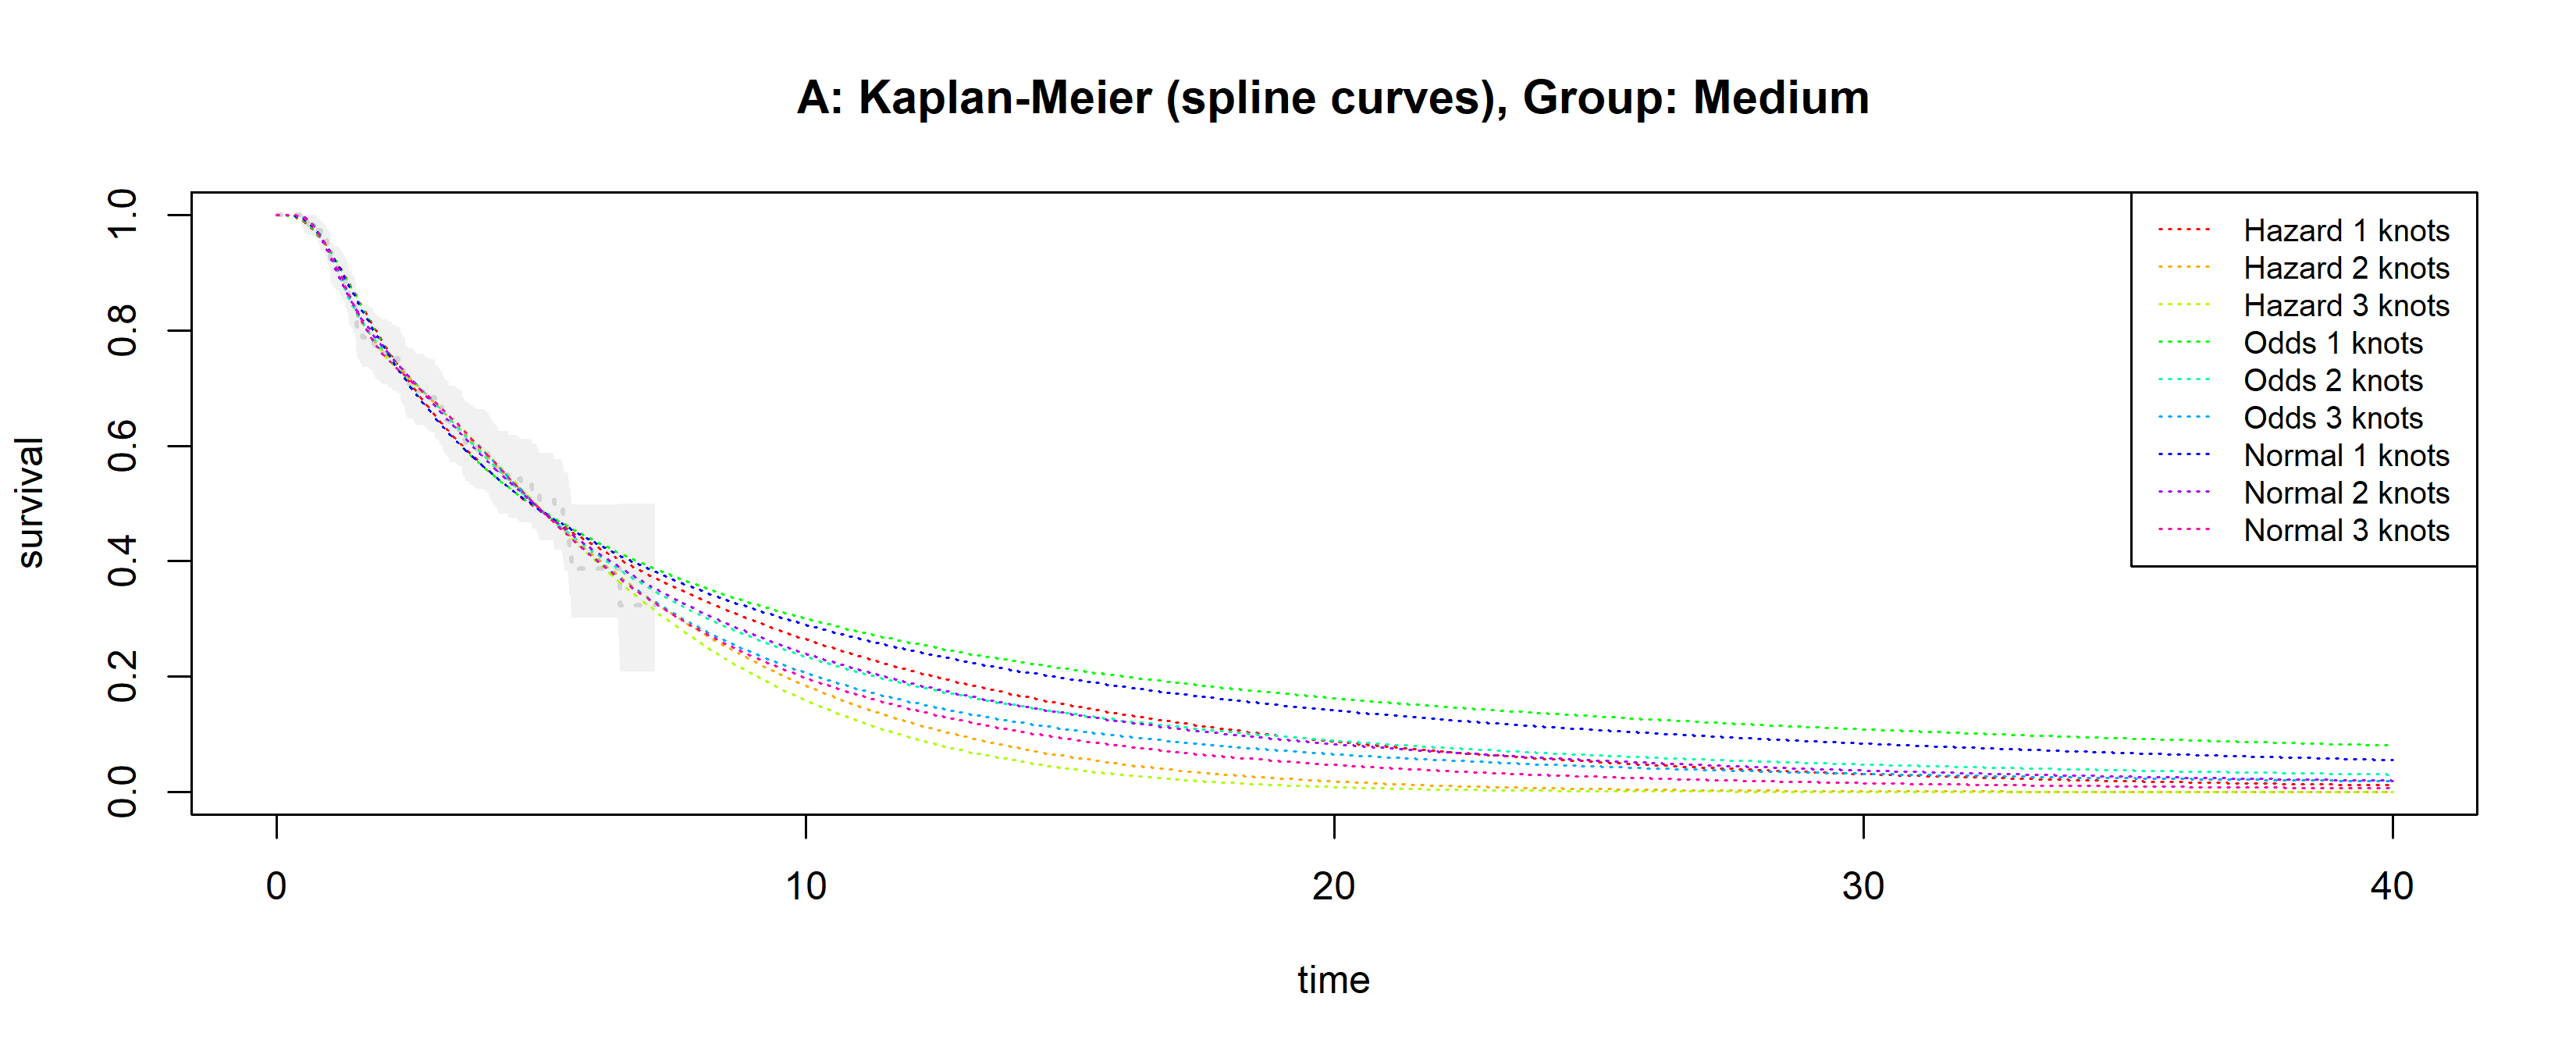 A: Kaplan-Meier (spline curves), Group: Medium
survival
1.0
0.8
0.6
0.4
0.2
0.0
Hazard 1 knots
Hazard 2 knots
Hazard 3 knots
Odds 1 knots
Odds 2 knots
Odds 3 knots
Normal 1 knots
Normal 2 knots
Normal 3 knots
0 10 20 30 40
time